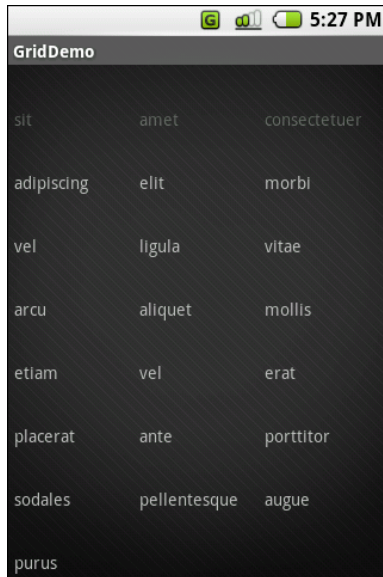 G 5:27 PM
GridDemo
sit amet consectetuer
adipiscing elit morbi
vel ligula vitae
arcu aliquet mollis
etiam vel erat
placerat ante porttitor
sodales pellentesque augue
purus